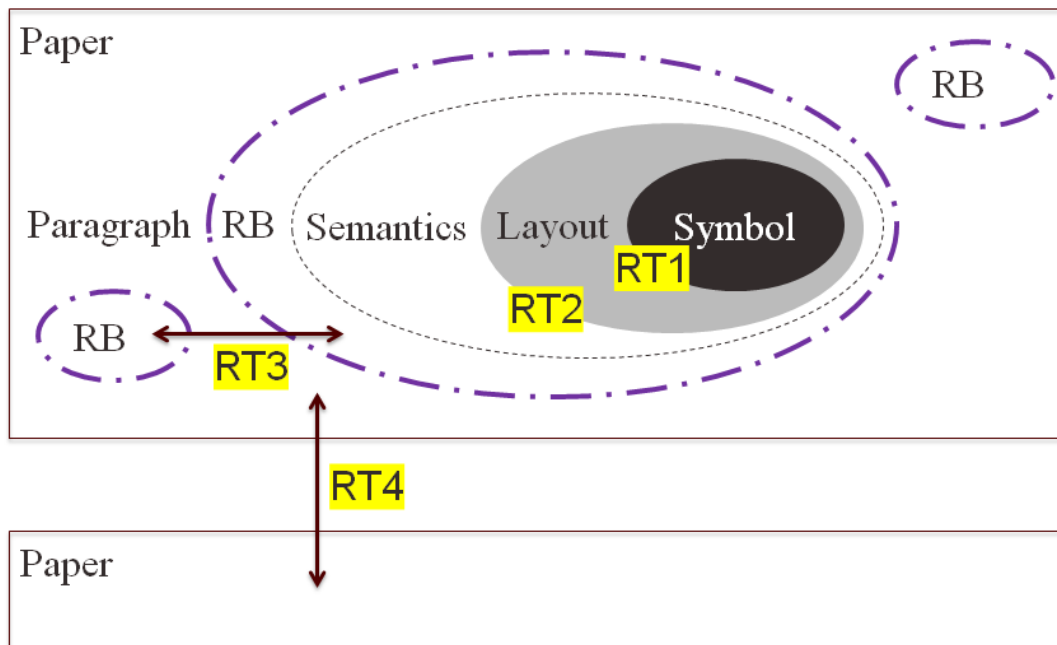 Paper
RB
Paragraph RB Semantics Layout Symbol
RT1
RT2
RB
RT3
RT4
Paper